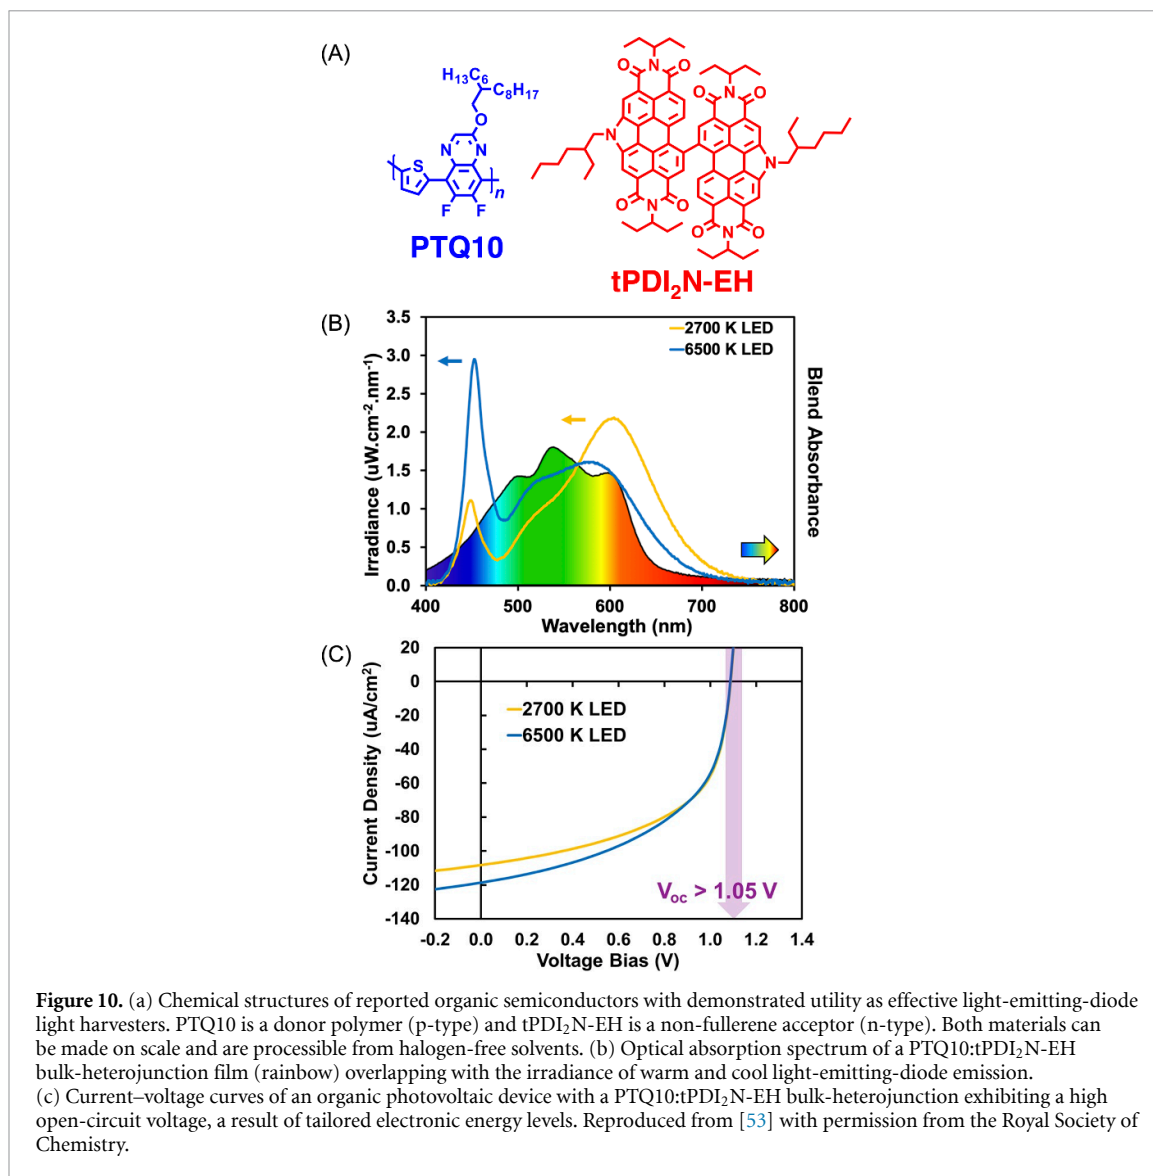 (A)
H13C6
C8H17
O
N N
S
n
F F
PTQ10
O N O
O N O
N
N
O N O
O N O
tPDI2N-EH
(B)
Irradiance (uW.cm-2.nm-1)
3.5
3.0
2.5
2.0
1.5
1.0
0.5
0.0
2700 K LED
6500 K LED
Blend Absorbance
400 500 600 700 800
Wavelength (nm)
(C)
Current Density (uA/cm2)
20
0
-20
-40
-60
-80
-100
-120
-140
2700 K LED
6500 K LED
Voc > 1.05 V
-0.2 0.0 0.2 0.4 0.6 0.8 1.0 1.2 1.4
Voltage Bias (V)
Figure 10. (a) Chemical structures of reported organic semiconductors with demonstrated utility as effective light-emitting-diode
light harvesters. PTQ10 is a donor polymer (p-type) and tPDI2N-EH is a non-fullerene acceptor (n-type). Both materials can
be made on scale and are processible from halogen-free solvents. (b) Optical absorption spectrum of a PTQ10:tPDI2N-EH
bulk-heterojunction film (rainbow) overlapping with the irradiance of warm and cool light-emitting-diode emission.
(c) Current–voltage curves of an organic photovoltaic device with a PTQ10:tPDI2N-EH bulk-heterojunction exhibiting a high
open-circuit voltage, a result of tailored electronic energy levels. Reproduced from [53] with permission from the Royal Society of
Chemistry.